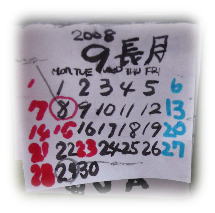 2008
9 長月
MON TUE WED THU FRI
1 2 3 4 5 6
7 8 9 10 11 12 13
14 15 16 17 18 19 20
21 22 23 24 25 26 27
28 29 30